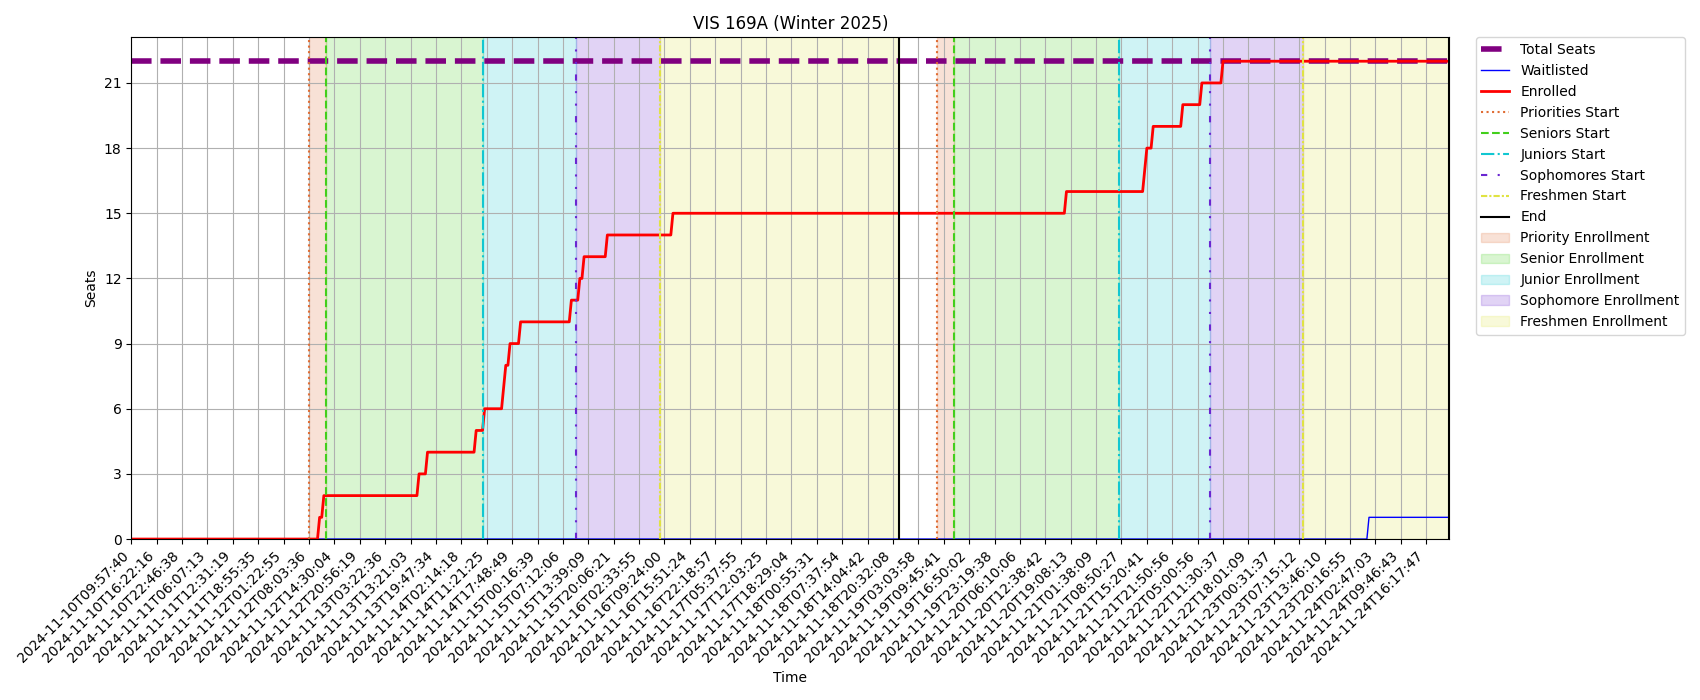 VIS 169A (Winter 2025)
Total Seats
Waitlisted
Enrolled
Priorities Start
Seniors Start
Juniors Start
Sophomores Start
Freshmen Start
End
Priority Enrollment
Senior Enrollment
Junior Enrollment
Sophomore Enrollment
Freshmen Enrollment
Seats
21
18
15
12
9
6
3
0
2024-11-10T09:57:40
2024-11-10T16:22:16
2024-11-10T22:46:38
2024-11-11T06:07:13
2024-11-11T12:31:19
2024-11-11T18:55:35
2024-11-12T01:22:55
2024-11-12T08:03:36
2024-11-12T14:30:04
2024-11-12T20:56:19
2024-11-13T03:22:36
2024-11-13T13:21:03
2024-11-13T19:47:34
2024-11-14T02:14:18
2024-11-14T11:21:25
2024-11-14T17:48:49
2024-11-15T00:16:39
2024-11-15T07:12:06
2024-11-15T13:39:09
2024-11-15T20:06:21
2024-11-16T02:33:55
2024-11-16T09:24:00
2024-11-16T15:51:24
2024-11-16T22:18:57
2024-11-17T05:37:55
2024-11-17T12:03:25
2024-11-17T18:29:04
2024-11-18T00:55:31
2024-11-18T07:37:54
2024-11-18T14:04:42
2024-11-18T20:32:08
2024-11-19T03:03:58
2024-11-19T09:45:41
2024-11-19T16:50:02
2024-11-19T23:19:38
2024-11-20T06:10:06
2024-11-20T12:38:42
2024-11-20T19:08:13
2024-11-21T01:38:09
2024-11-21T08:50:27
2024-11-21T15:20:41
2024-11-21T21:50:56
2024-11-22T05:00:56
2024-11-22T11:30:37
2024-11-22T18:01:09
2024-11-23T00:31:37
2024-11-23T07:15:12
2024-11-23T13:46:10
2024-11-23T20:16:55
2024-11-24T02:47:03
2024-11-24T09:46:43
2024-11-24T16:17:47
Time